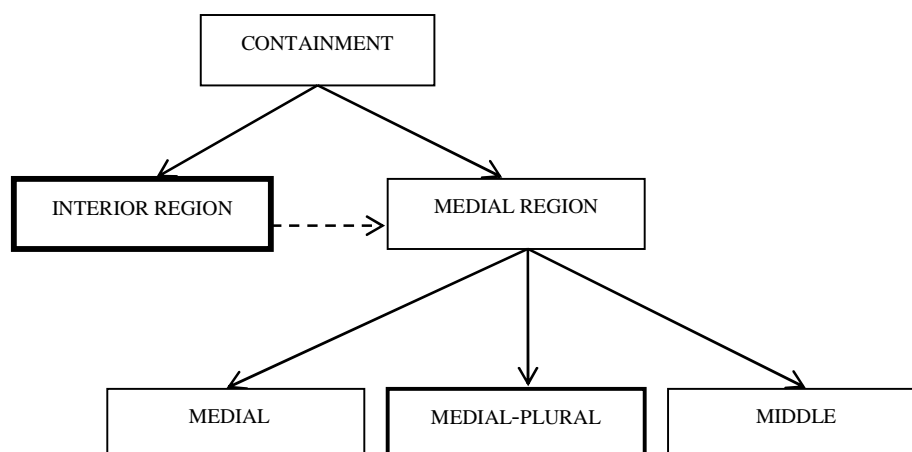 CONTAINMENT
INTERIOR REGION
MEDIAL REGION
MEDIAL
MEDIAL-PLURAL
MIDDLE